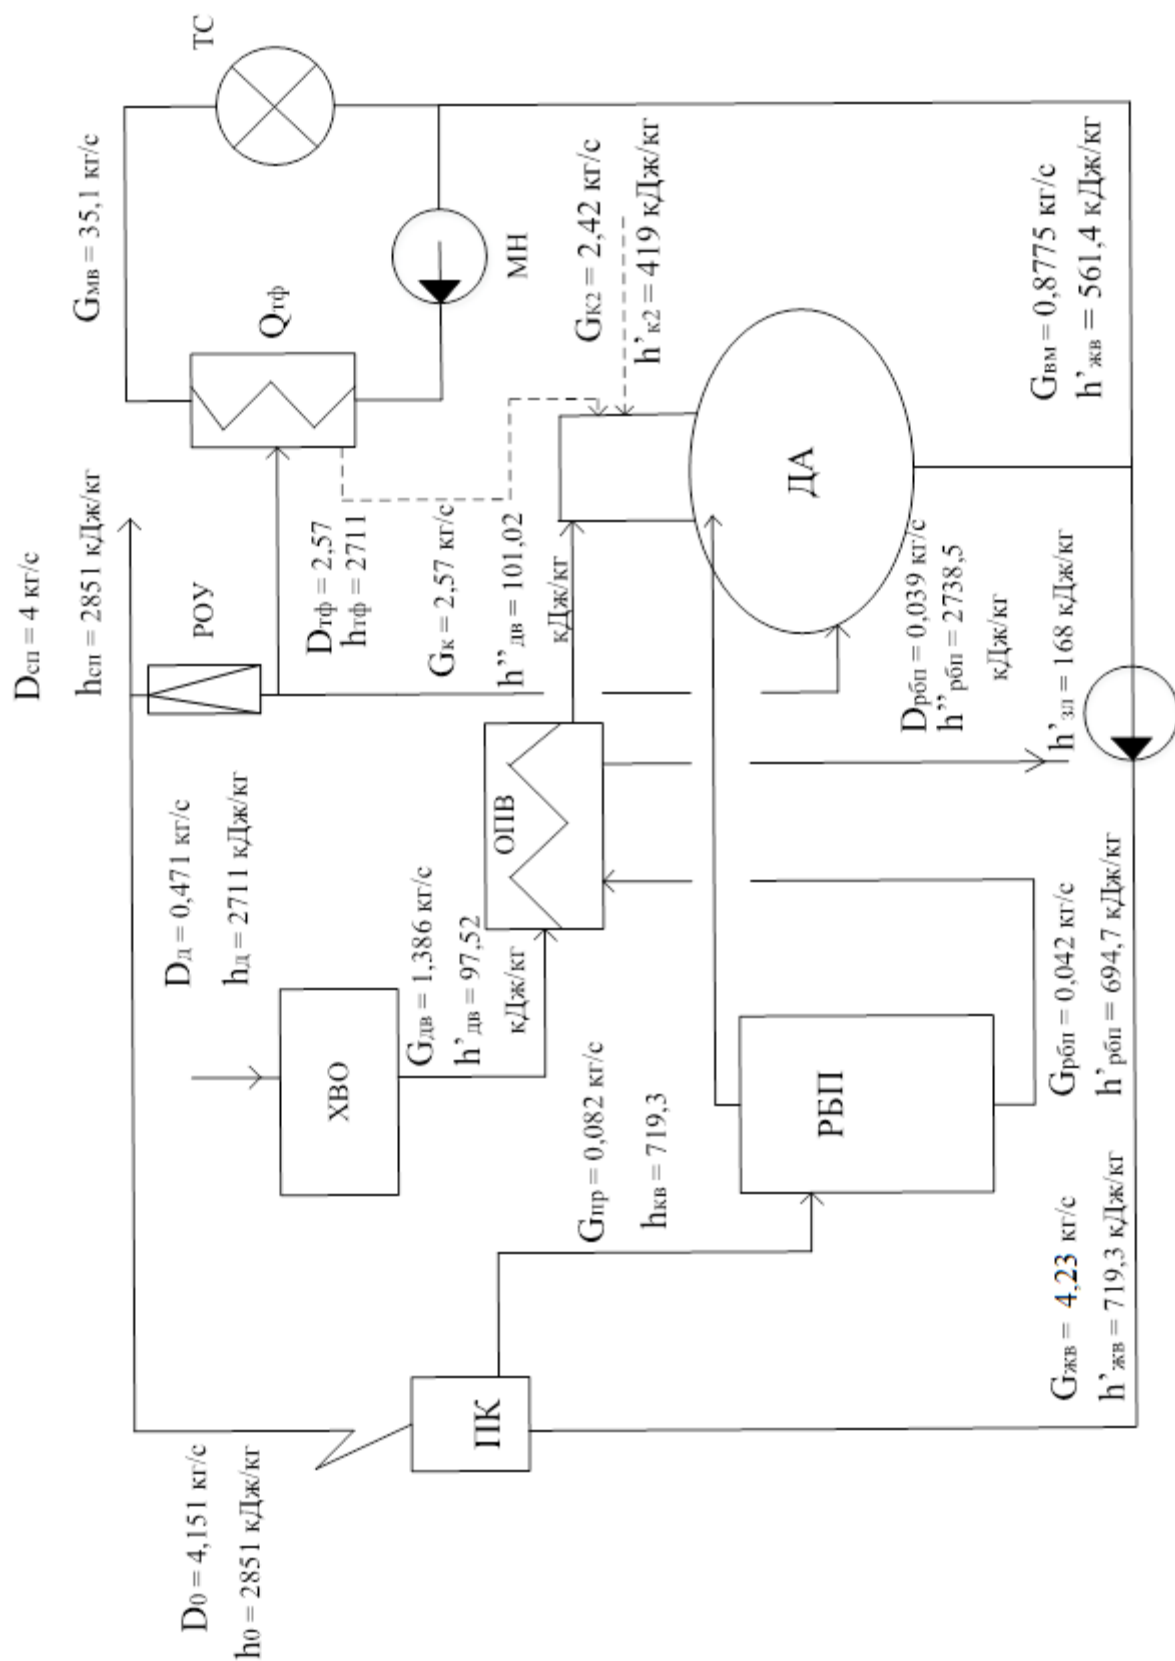 Dсп = 4 кг/с
hсп = 2851 кДж/кг
ТС
Gмв = 35,1 кг/с
Qтф
МН
РОУ
Dтф = 2,57
hтф = 2711
Gк = 2,57 кг/с
Gк2 = 2,42 кг/с
h’к2 = 419 кДж/кг
Dд = 0,471 кг/с
hд = 2711 кДж/кг
h’’дв = 101,02
кДж/кг
ДА
ОПВ
Gдв = 1,386 кг/с
h’дв = 97,52
кДж/кг
Dрбп = 0,039 кг/с
h’’рбп = 2738,5
кДж/кг
Gвм = 0,8775 кг/с
h’жв = 561,4 кДж/кг
h’зл = 168 кДж/кг
ХВО
Gпр = 0,082 кг/с
hкв = 719,3
РБП
Gрбп = 0,042 кг/с
h’рбп = 694,7 кДж/кг
D0 = 4,151 кг/с
h0 = 2851 кДж/кг
ПК
Gжв = 4,23 кг/с
h’жв = 719,3 кДж/кг